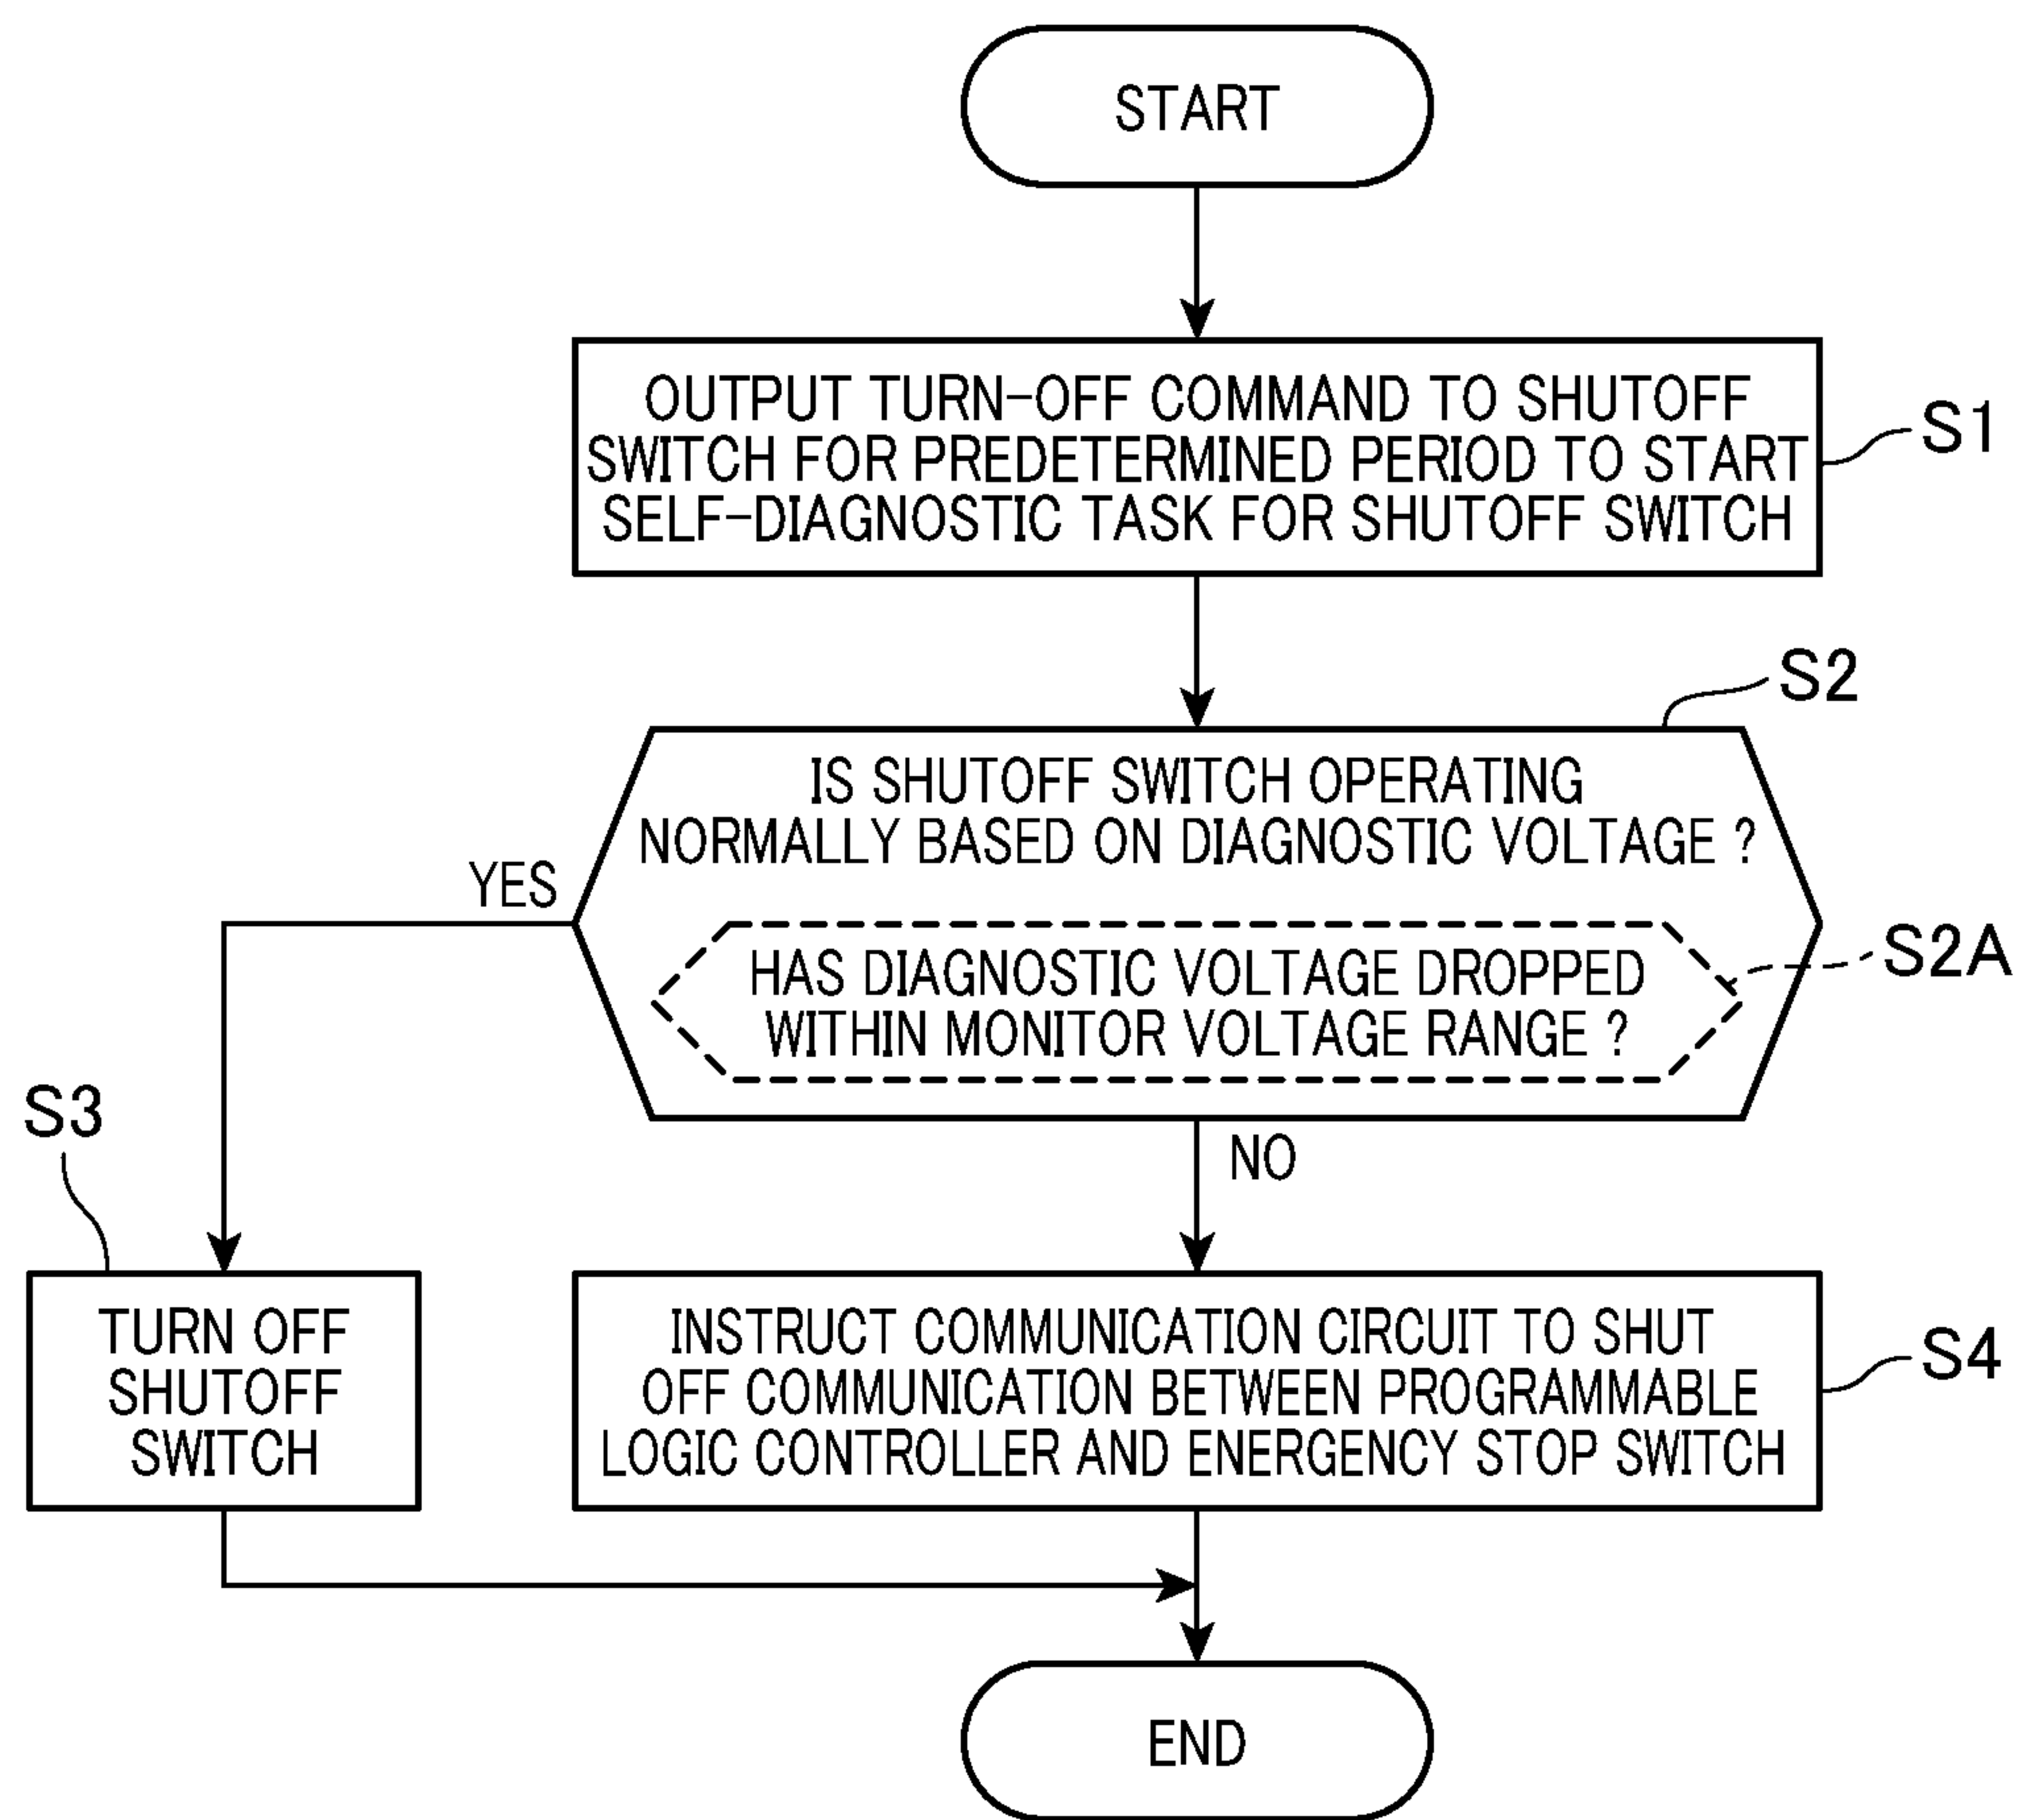 START
OUTPUT TURN-OFF COMMAND TO SHUTOFF
SWITCH FOR PREDETERMINED PERIOD TO START
SELF-DIAGNOSTIC TASK FOR SHUTOFF SWITCH
S1
S2
IS SHUTOFF SWITCH OPERATING
NORMALLY BASED ON DIAGNOSTIC VOLTAGE ?
YES
HAS DIAGNOSTIC VOLTAGE DROPPED
WITHIN MONITOR VOLTAGE RANGE ?
S2A
S3
NO
TURN OFF
SHUTOFF
SWITCH
INSTRUCT COMMUNICATION CIRCUIT TO SHUT
OFF COMMUNICATION BETWEEN PROGRAMMABLE
LOGIC CONTROLLER AND ENERGENCY STOP SWITCH
S4
END